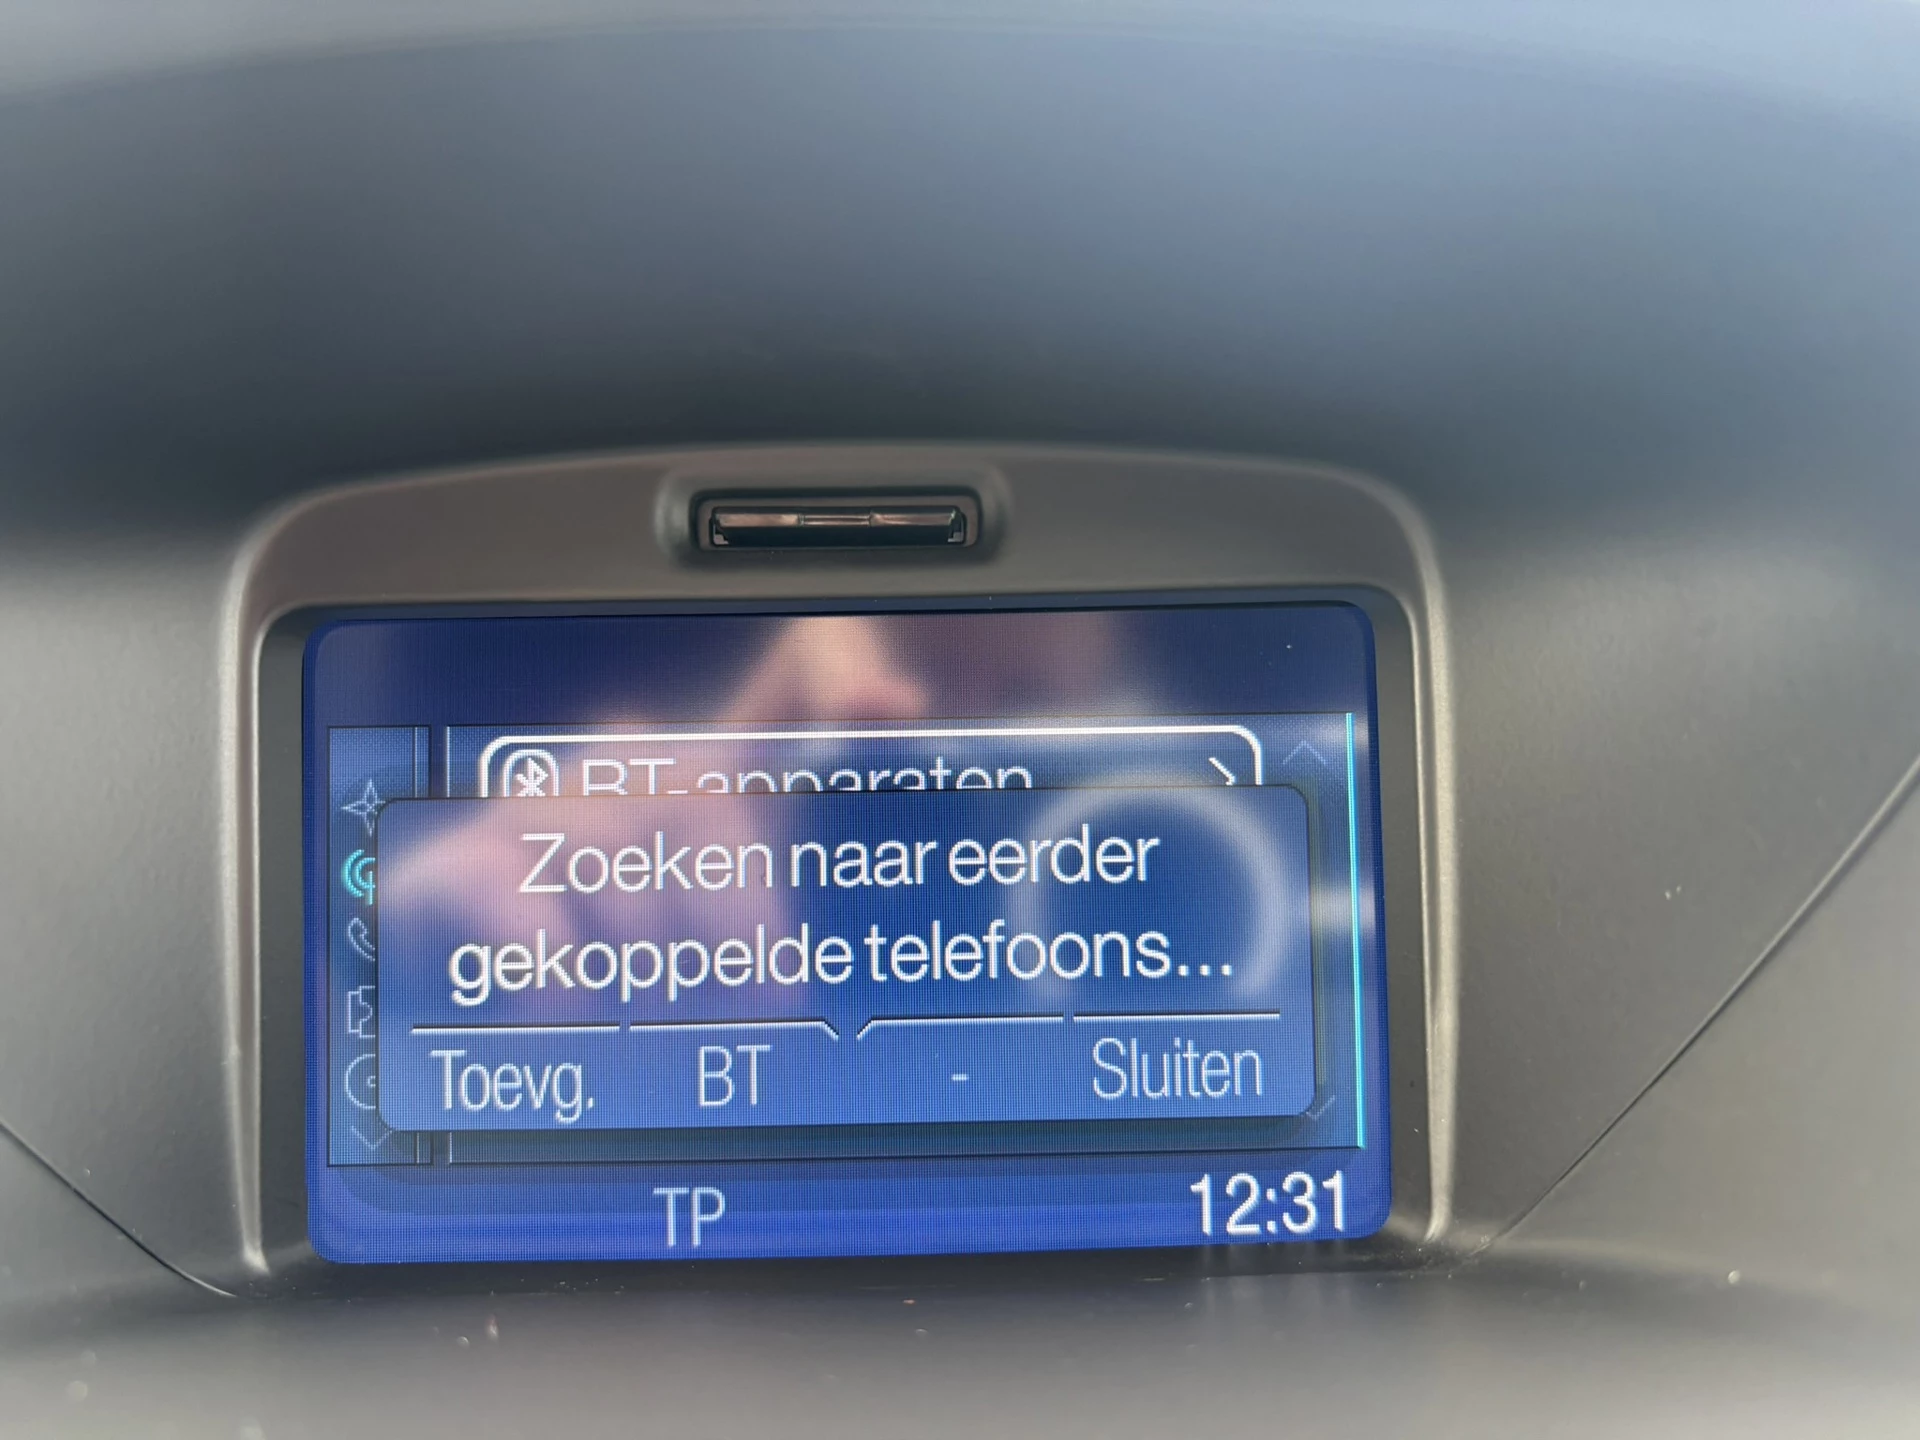 BT-apparaten
Zoeken naar eerder
gekoppelde telefoons...
Toevg. BT - Sluiten
TP 12:31